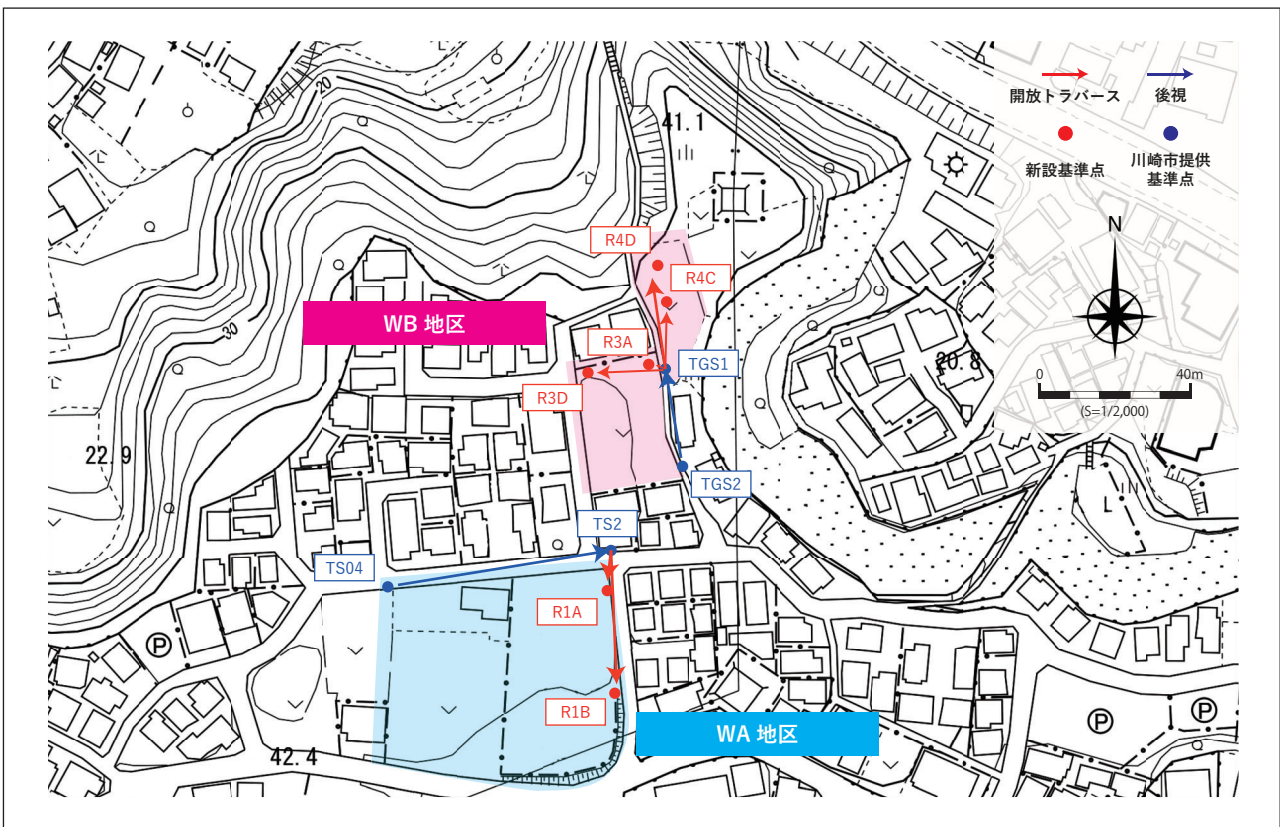 20
41.1
開放トラバース
後視
新設基準点
川崎市提供
基準点
N
R4D
R4C
WB 地区
30
R3A
TGS1
20.8
0
40m
(S=1/2,000)
R3D
22.9
TGS2
TS2
TS04
R1A
P
R1B
WA 地区
P
P
42.4